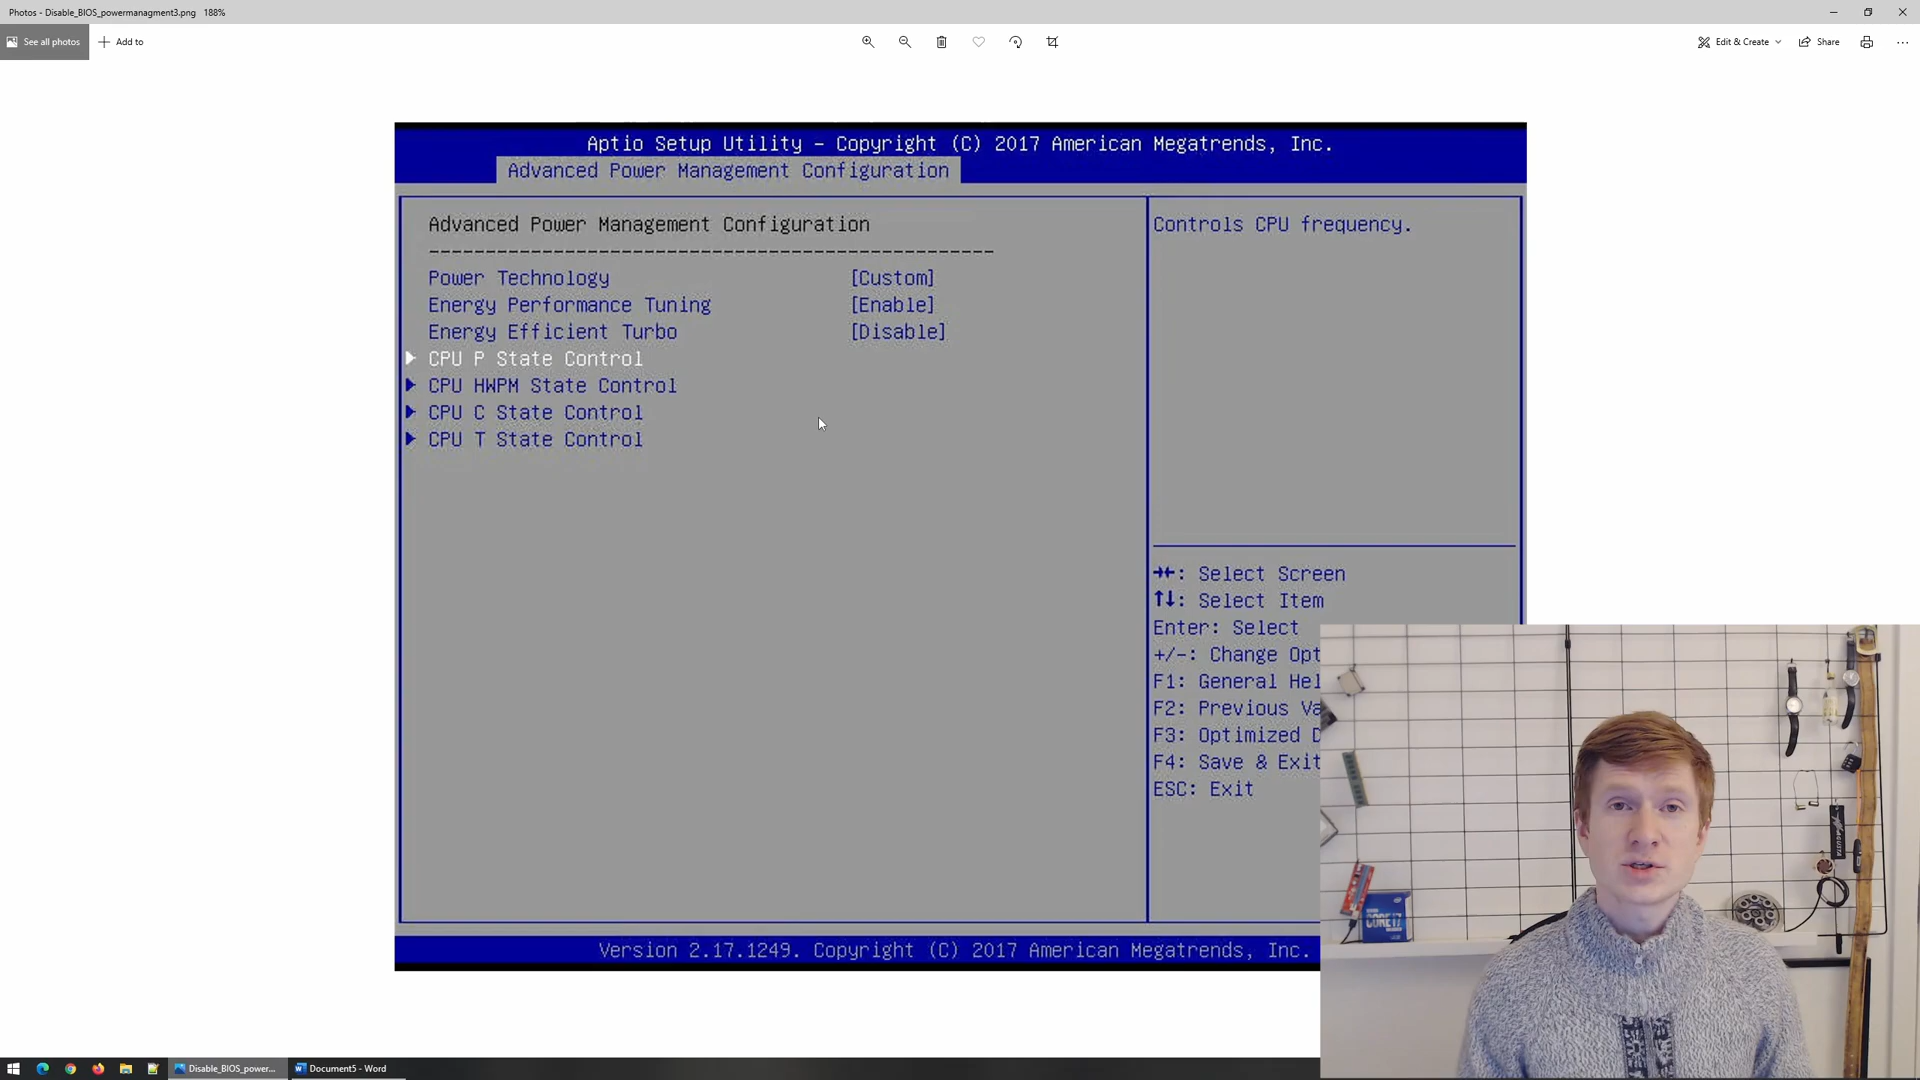 Photos - Disable_BIOS_powermanagment3.png 188%
See all photos
Add to
Edit & Create
Share
Aptio Setup Utility – Copyright (C) 2017 American Megatrends, Inc.
Advanced Power Management Configuration
Advanced Power Management Configuration
--------------------------------------------------
Power Technology [Custom]
Energy Performance Tuning [Enable]
Energy Efficient Turbo [Disable]
CPU P State Control
CPU HWPM State Control
CPU C State Control
CPU T State Control
Controls CPU frequency.
→←: Select Screen
↑↓: Select Item
Enter: Select
+/-: Change Opt
F1: General Hel
F2: Previous Va
F3: Optimized D
F4: Save & Exit
ESC: Exit
Version 2.17.1249. Copyright (C) 2017 American Megatrends, Inc.
CORE i7
Disable_BIOS_power...
Document5 - Word